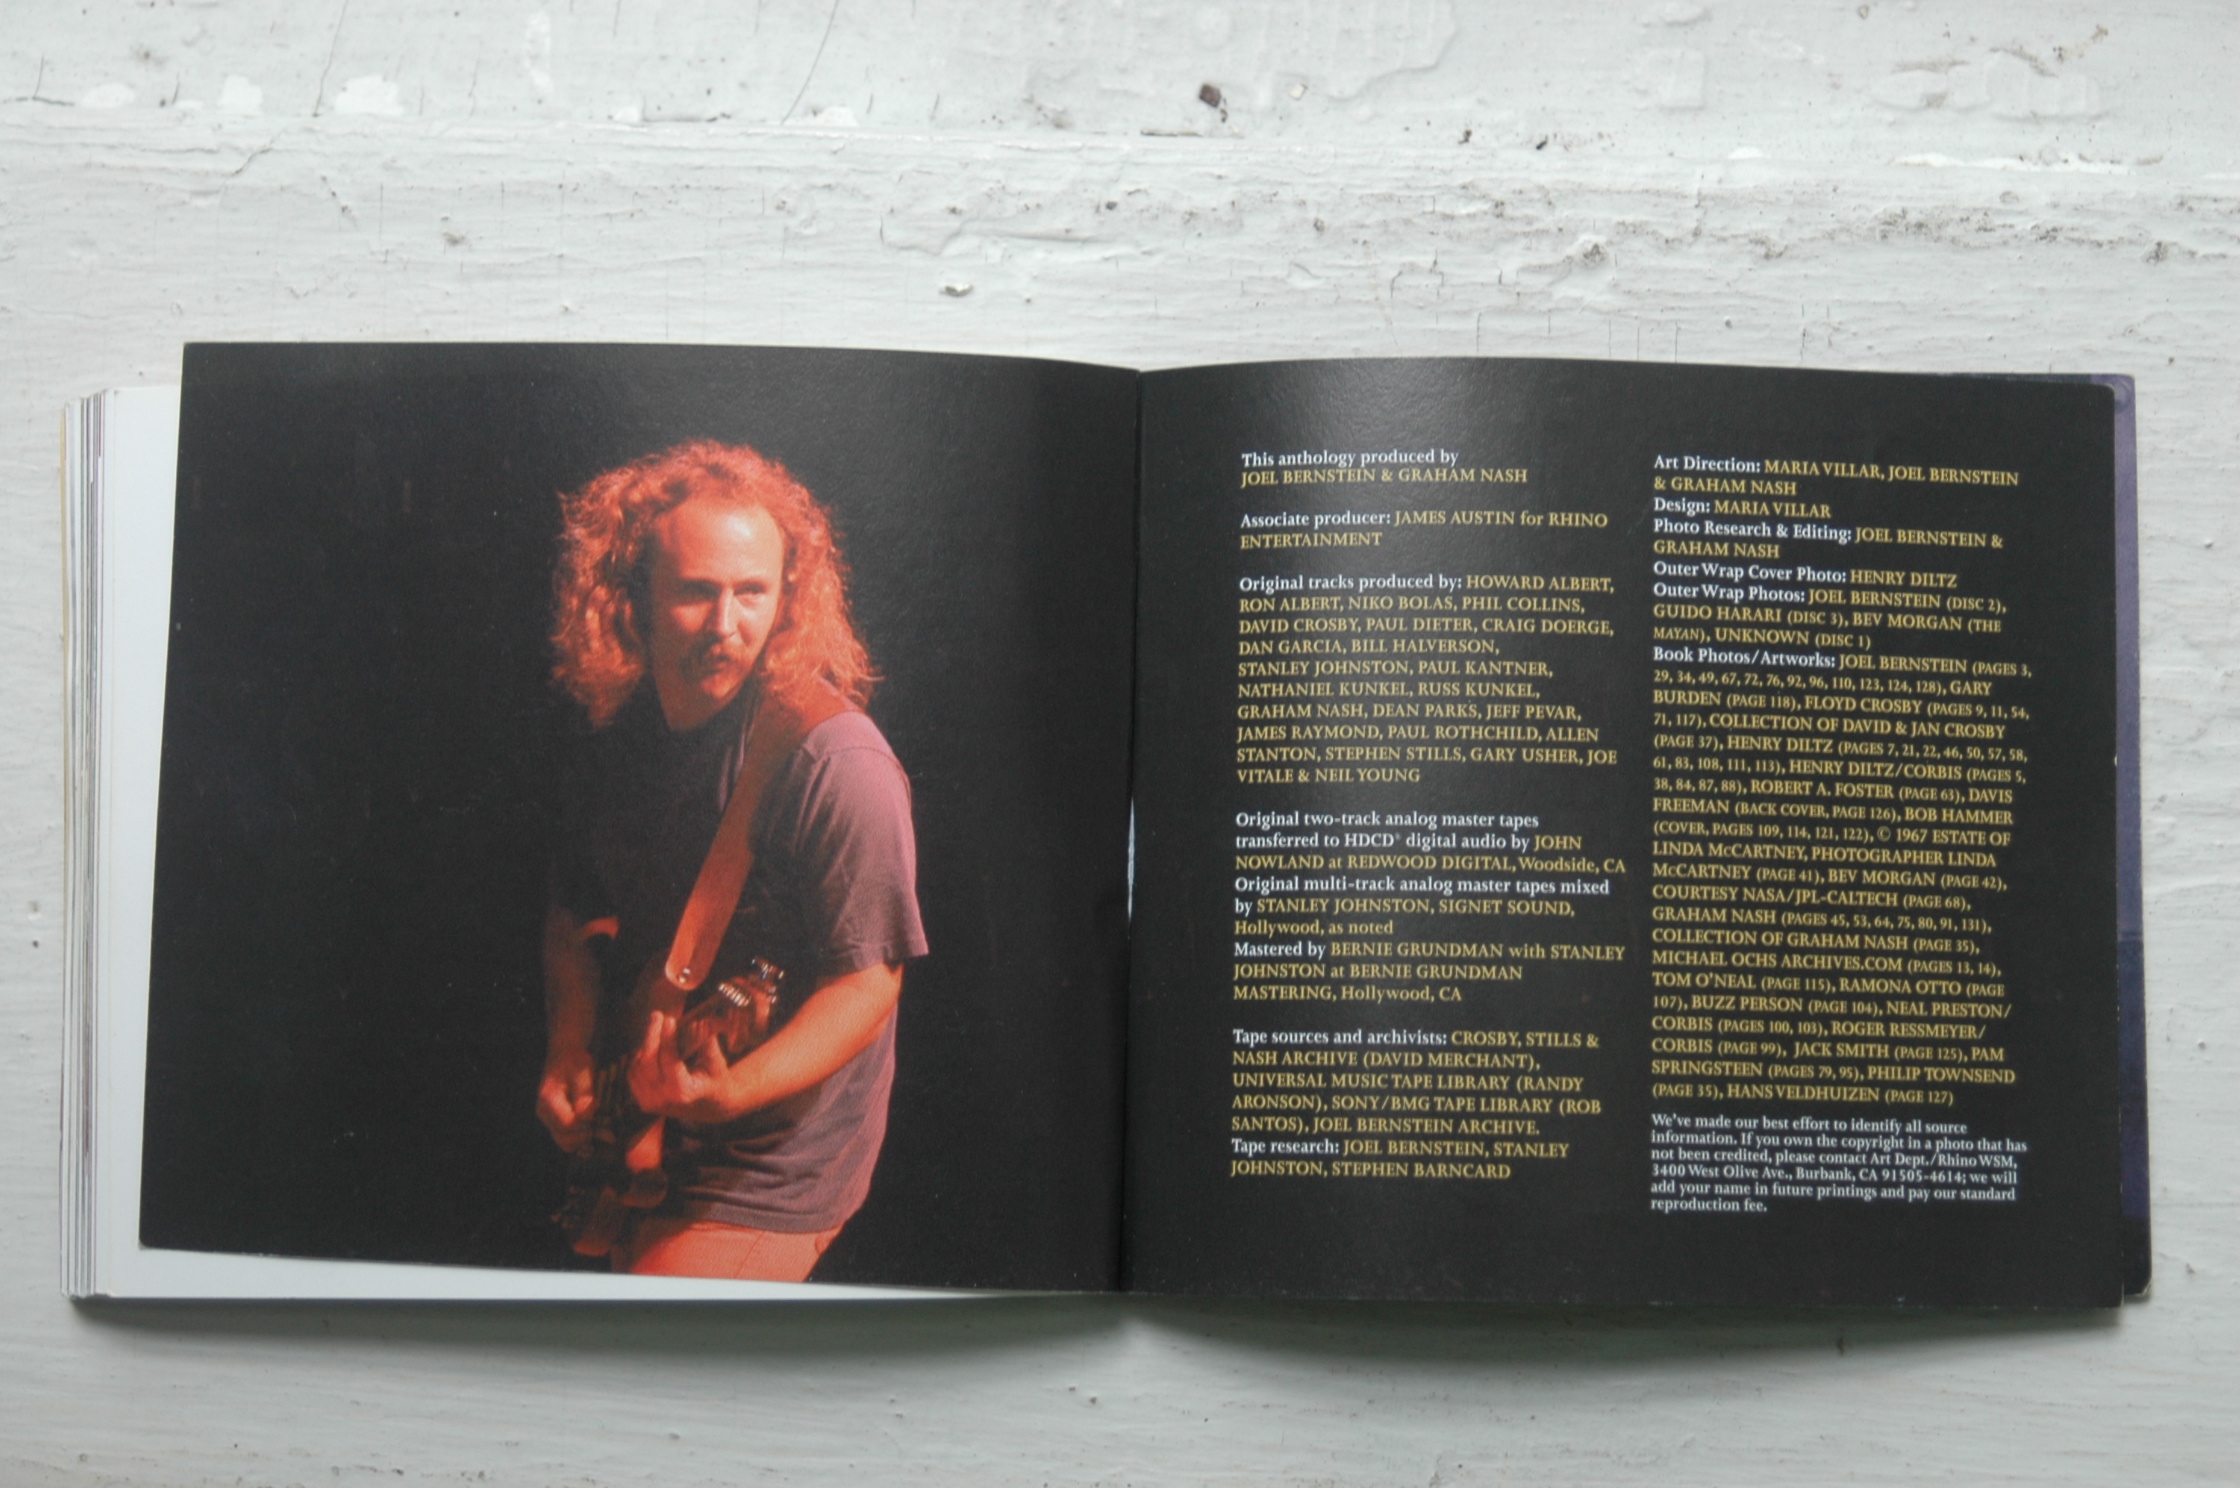 This anthology produced by
JOEL BERNSTEIN & GRAHAM NASH
Associate producer: JAMES AUSTIN for RHINO
ENTERTAINMENT
Original tracks produced by: HOWARD ALBERT,
RON ALBERT, NIKO BOLAS, PHIL COLLINS,
DAVID CROSBY, PAUL DIETER, CRAIG DOERGE,
DAN GARCIA, BILL HALVERSON,
STANLEY JOHNSTON, PAUL KANTNER,
NATHANIEL KUNKEL, RUSS KUNKEL,
GRAHAM NASH, DEAN PARKS, JEFF PEVAR,
JAMES RAYMOND, PAUL ROTHCHILD, ALLEN
STANTON, STEPHEN STILLS, GARY USHER, JOE
VITALE & NEIL YOUNG
Original two-track analog master tapes
transferred to HDCD® digital audio by JOHN
NOWLAND at REDWOOD DIGITAL, Woodside, CA
Original multi-track analog master tapes mixed
by STANLEY JOHNSTON, SIGNET SOUND,
Hollywood, as noted
Mastered by BERNIE GRUNDMAN with STANLEY
JOHNSTON at BERNIE GRUNDMAN
MASTERING, Hollywood, CA
Tape sources and archivists: CROSBY, STILLS &
NASH ARCHIVE (DAVID MERCHANT),
UNIVERSAL MUSIC TAPE LIBRARY (RANDY
ARONSON), SONY/BMG TAPE LIBRARY (ROB
SANTOS), JOEL BERNSTEIN ARCHIVE.
Tape research: JOEL BERNSTEIN, STANLEY
JOHNSTON, STEPHEN BARNCARD
Art Direction: MARIA VILLAR, JOEL BERNSTEIN
& GRAHAM NASH
Design: MARIA VILLAR
Photo Research & Editing: JOEL BERNSTEIN &
GRAHAM NASH
Outer Wrap Cover Photo: HENRY DILTZ
Outer Wrap Photos: JOEL BERNSTEIN (DISC 2),
GUIDO HARARI (DISC 3), BEV MORGAN (THE
MAYAN), UNKNOWN (DISC 1)
Book Photos/Artworks: JOEL BERNSTEIN (PAGES 3,
29, 34, 49, 67, 72, 76, 92, 96, 110, 123, 124, 128), GARY
BURDEN (PAGE 118), FLOYD CROSBY (PAGES 9, 11, 54,
71, 117), COLLECTION OF DAVID & JAN CROSBY
(PAGE 37), HENRY DILTZ (PAGES 7, 21, 22, 46, 50, 57, 58,
61, 83, 108, 111, 113), HENRY DILTZ/CORBIS (PAGES 5,
38, 84, 87, 88), ROBERT A. FOSTER (PAGE 63), DAVIS
FREEMAN (BACK COVER, PAGE 126), BOB HAMMER
(COVER, PAGES 109, 114, 121, 122), © 1967 ESTATE OF
LINDA McCARTNEY, PHOTOGRAPHER LINDA
McCARTNEY (PAGE 41), BEV MORGAN (PAGE 42),
COURTESY NASA/JPL-CALTECH (PAGE 68),
GRAHAM NASH (PAGES 45, 53, 64, 75, 80, 91, 131),
COLLECTION OF GRAHAM NASH (PAGE 35),
MICHAEL OCHS ARCHIVES.COM (PAGES 13, 14),
TOM O'NEAL (PAGE 115), RAMONA OTTO (PAGE
107), BUZZ PERSON (PAGE 104), NEAL PRESTON/
CORBIS (PAGES 100, 103), ROGER RESSMEYER/
CORBIS (PAGE 99), JACK SMITH (PAGE 125), PAM
SPRINGSTEEN (PAGES 79, 95), PHILIP TOWNSEND
(PAGE 35), HANS VELDHUIZEN (PAGE 127)
We've made our best effort to identify all source
information. If you own the copyright in a photo that has
not been credited, please contact Art Dept./Rhino WSM,
3400 West Olive Ave., Burbank, CA 91505-4614; we will
add your name in future printings and pay our standard
reproduction fee.